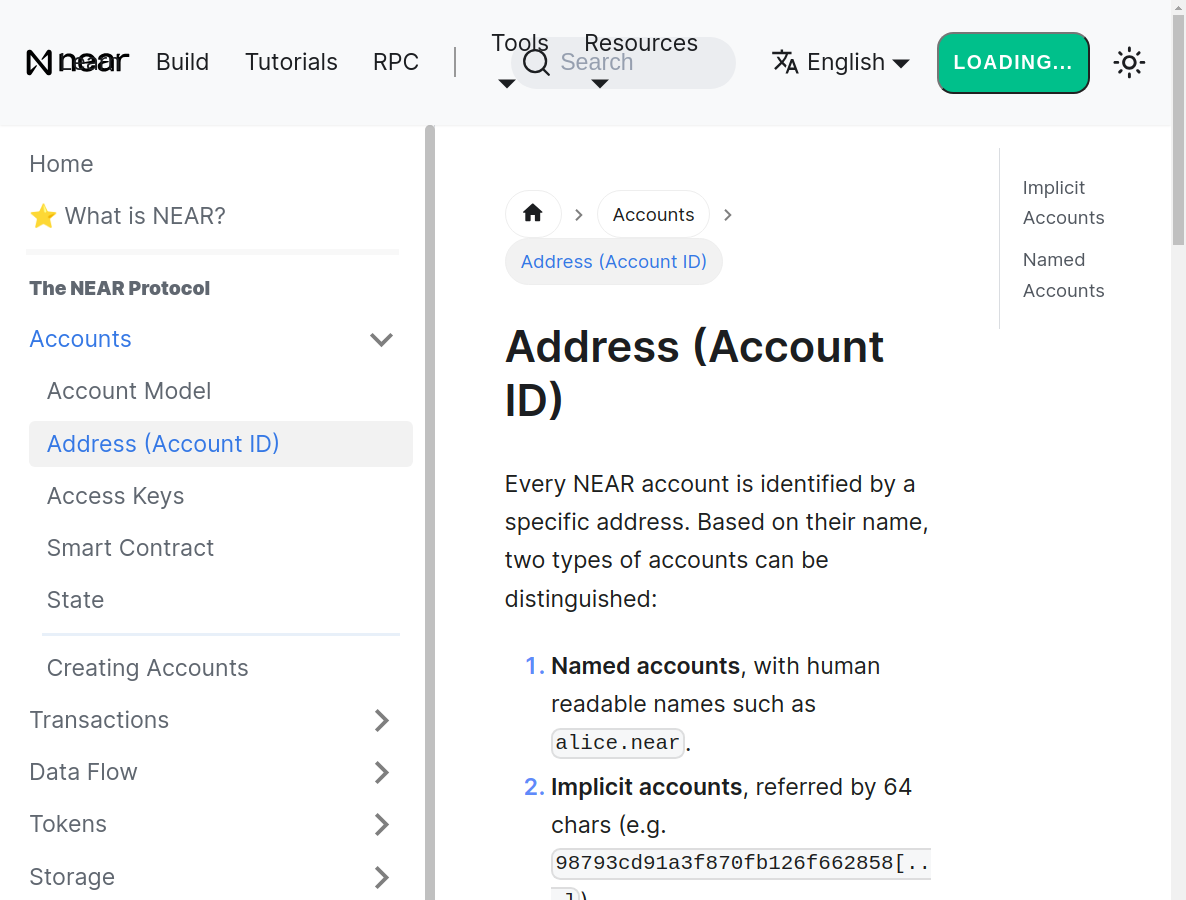 near
Learn
Build
Tutorials
RPC
Tools
Resources
Search
English
LOADING...
Home
⭐ What is NEAR?
The NEAR Protocol
Accounts
Account Model
Address (Account ID)
Access Keys
Smart Contract
State
Creating Accounts
Transactions
Data Flow
Tokens
Storage
Accounts
Address (Account ID)
Address (Account
ID)
Every NEAR account is identified by a
specific address. Based on their name,
two types of accounts can be
distinguished:
1. Named accounts, with human
readable names such as
alice.near.
2. Implicit accounts, referred by 64
chars (e.g.
98793cd91a3f870fb126f662858[..
.])
Implicit
Accounts
Named
Accounts